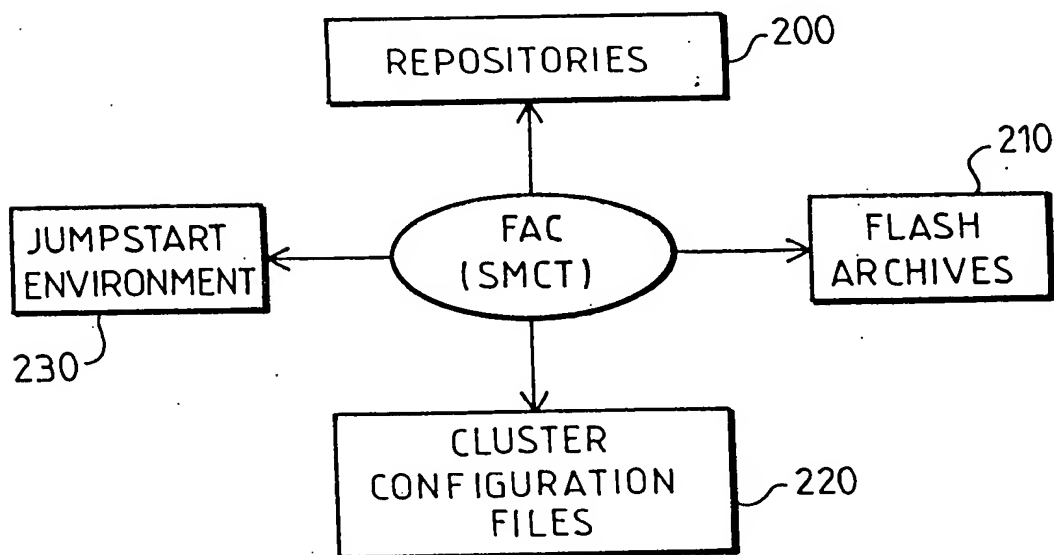 REPOSITORIES
200
210
JUMPSTART
ENVIRONMENT
230
FAC
(SMCT)
FLASH
ARCHIVES
CLUSTER
CONFIGURATION
FILES
220